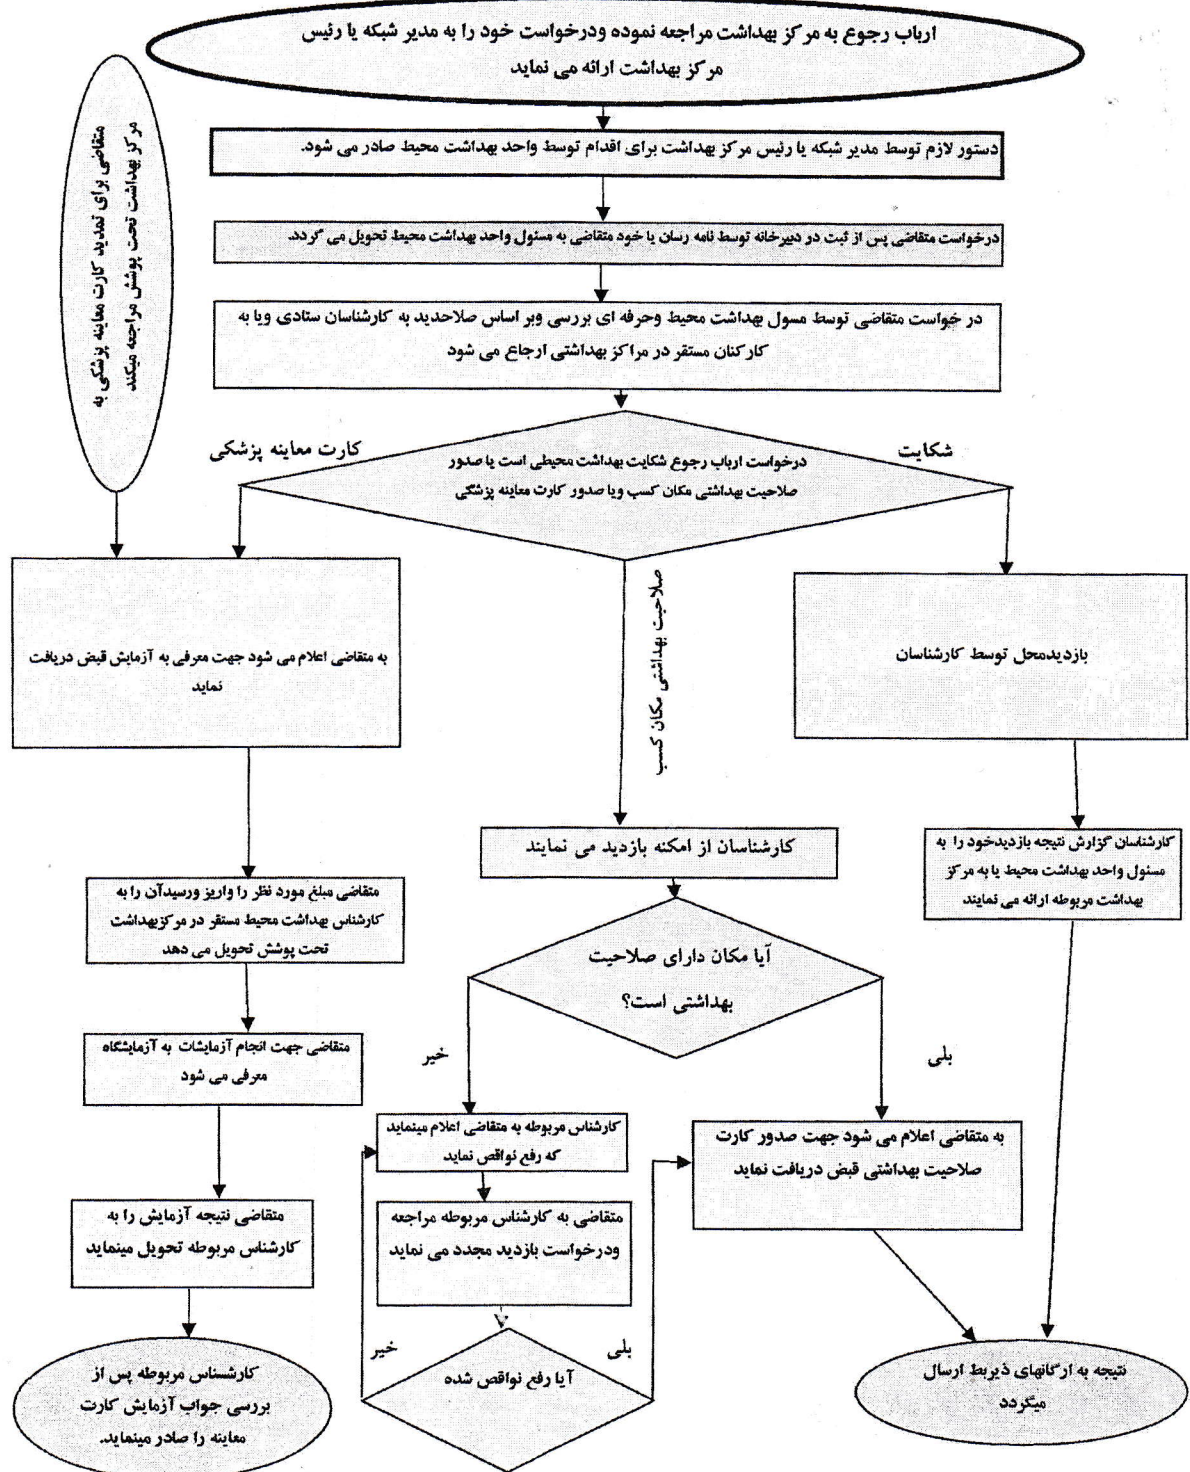 ارباب رجوع به مرکز بهداشت مراجعه نموده ودرخواست خود را به مدیر شبکه یا رئیس
مرکز بهداشت ارائه می نماید
متقاضی برای تمدید کارت معاینه پزشکی به
مرکز بهداشت تحت پوشش مراجعه میکند
دستور لازم توسط مدیر شبکه یا رئیس مرکز بهداشت برای اقدام توسط واحد بهداشت محیط صادر می شود.
درخواست متقاضی پس از ثبت در دبیرخانه توسط نامه رسان یا خود متقاضی به مسئول واحد بهداشت محیط تحویل می گردد.
در خواست متقاضی توسط مسول بهداشت محیط وحرفه ای بررسی وبر اساس صلاحدید به کارشناسان ستادی ویا به
کارکنان مستقر در مراکز بهداشتی ارجاع می شود
شکایت
کارت معاینه پزشکی
درخواست ارباب رجوع شکایت بهداشت محیطی است یا صدور
صلاحیت بهداشتی مکان کسب ویا صدور کارت معاینه پزشگی
صلاحیت بهداشتی مکان کسب
بازدیدمحل توسط کارشناسان
به متقاضی اعلام می شود جهت معرفی به آزمایش قبض دریافت
نماید
کارشناسان گزارش نتیجه بازدیدخود را به
مسئول واحد بهداشت محیط یا به مرکز
بهداشت مربوطه ارائه می نمایند
کارشناسان از امکنه بازدید می نمایند
متقاضی مبلغ مورد نظر را واریز ورسیدآن را به
کارشناس بهداشت محیط مستقر در مرکزبهداشت
تحت پوشش تحویل می دهد
آیا مکان دارای صلاحیت
بهداشتی است؟
بلی
خیر
متقاضی جهت انجام آزمایشات به آزمایشگاه
معرفی می شود
به متقاضی اعلام می شود جهت صدور کارت
صلاحیت بهداشتی قبض دریافت نماید
کارشناس مربوطه به متقاضی اعلام مینماید
که رفع نواقص نماید
متقاضی به کارشناس مربوطه مراجعه
ودرخواست بازدید مجدد می نماید
متقاضی نتیجه آزمایش را به
کارشناس مربوطه تحویل مینماید
بلی
خیر
آیا رفع نواقص شده
نتیجه به ارگانهای ذیربط ارسال
میگردد
کارشسناس مربوطه پس از
بررسی جواب آزمایش کارت
معاینه را صادر مینماید.